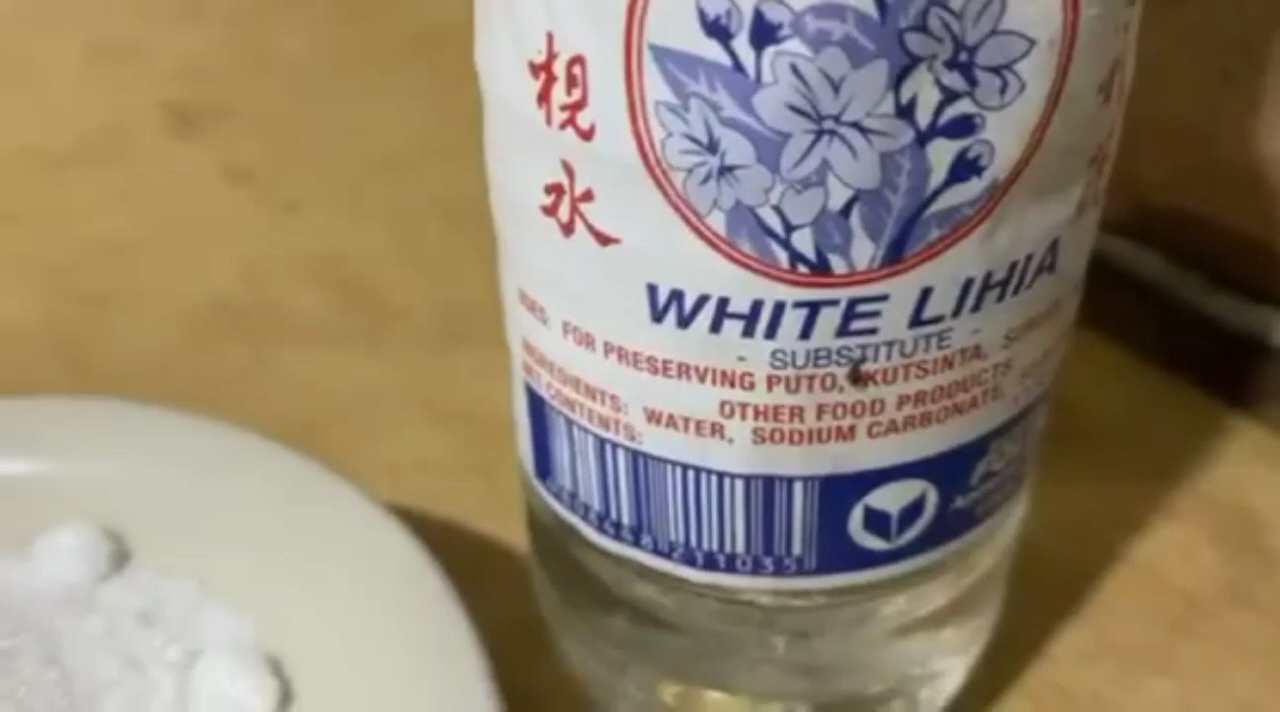 梘水
WHITE LIHIA
- SUBSTITUTE -
USES: FOR PRESERVING PUTO, KUTSINTA,
OTHER FOOD PRODUCTS
INGREDIENTS: WATER, SODIUM CARBONATE,
NET CONTENTS:
211035